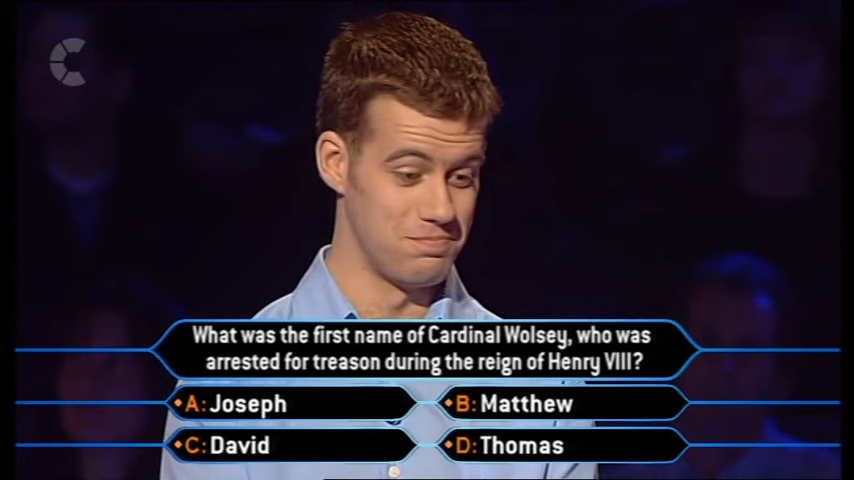 What was the first name of Cardinal Wolsey, who was
arrested for treason during the reign of Henry VIII?
A: Joseph
B: Matthew
C: David
D: Thomas